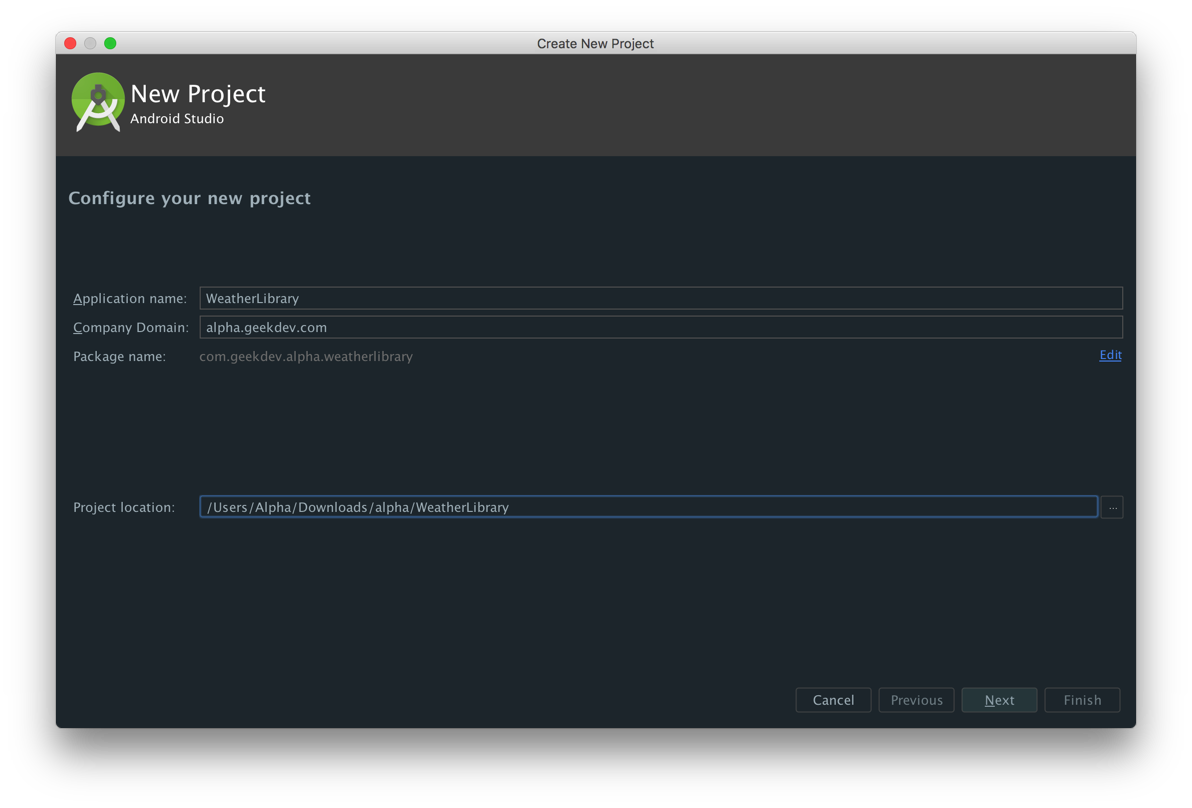 Create New Project
New Project
Android Studio
Configure your new project
Application name: WeatherLibrary
Company Domain: alpha.geekdev.com
Package name: com.geekdev.alpha.weatherlibrary Edit
Project location: /Users/Alpha/Downloads/alpha/WeatherLibrary ...
Cancel Previous Next Finish